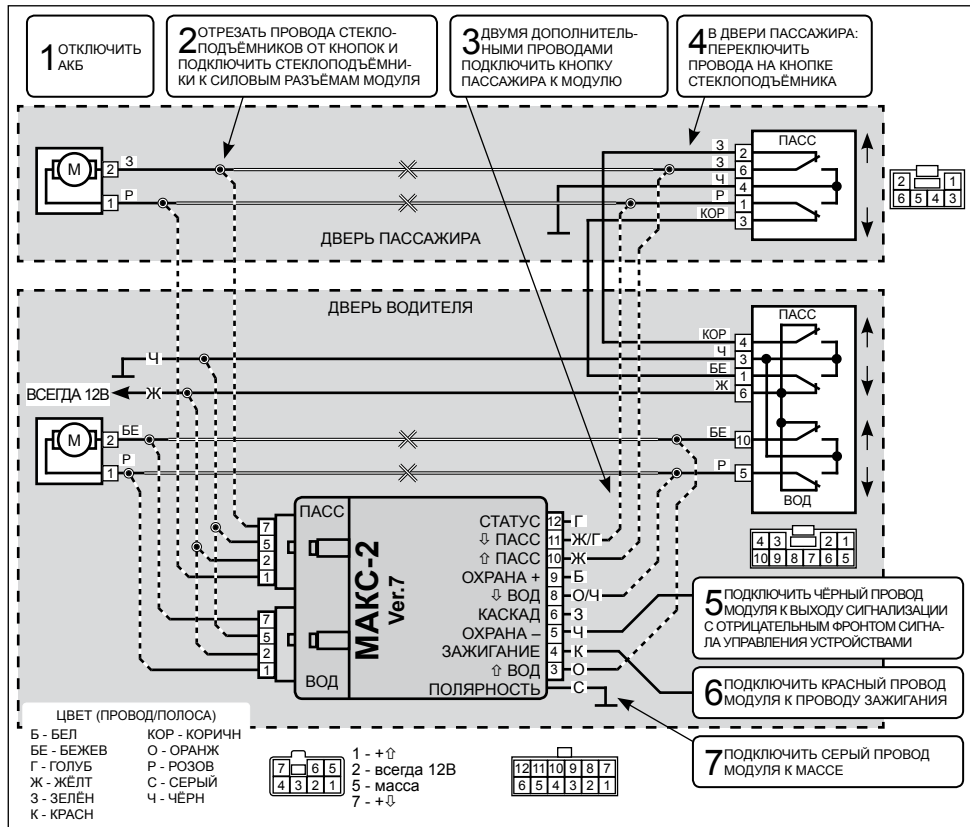 1 ОТКЛЮЧИТЬ
АКБ
2 ОТРЕЗАТЬ ПРОВОДА СТЕКЛО-
ПОДЪЁМНИКОВ ОТ КНОПОК И
ПОДКЛЮЧИТЬ СТЕКЛОПОДЪЁМНИ-
КИ К СИЛОВЫМ РАЗЪЁМАМ МОДУЛЯ
3 ДВУМЯ ДОПОЛНИТЕЛЬ-
НЫМИ ПРОВОДАМИ
ПОДКЛЮЧИТЬ КНОПКУ
ПАССАЖИРА К МОДУЛЮ
4 В ДВЕРИ ПАССАЖИРА:
ПЕРЕКЛЮЧИТЬ
ПРОВОДА НА КНОПКЕ
СТЕКЛОПОДЪЁМНИКА
М
2 З
1 Р
ДВЕРЬ ПАССАЖИРА
ПАСС
З 2
З 6
Ч 4
Р 1
КОР 3
2 1
6 5 4 3
ДВЕРЬ ВОДИТЕЛЯ
Ч
ВСЕГДА 12В Ж
М
2 БЕ
1 Р
ПАСС
КОР 4
Ч 3
БЕ 1
Ж 6
БЕ 10
Р 5
ВОД
4 3 2 1
10 9 8 7 6 5
ПАСС
7
5
2
1
7
5
2
1
ВОД
МАКС-2
Ver.7
СТАТУС 12 Г
⇩ ПАСС 11 Ж/Г
⇧ ПАСС 10 Ж
ОХРАНА + 9 Б
⇩ ВОД 8 О/Ч
КАСКАД 6 З
ОХРАНА – 5 Ч
ЗАЖИГАНИЕ 4 К
⇧ ВОД 3 О
ПОЛЯРНОСТЬ С
5 ПОДКЛЮЧИТЬ ЧЁРНЫЙ ПРОВОД
МОДУЛЯ К ВЫХОДУ СИГНАЛИЗАЦИИ
С ОТРИЦАТЕЛЬНЫМ ФРОНТОМ СИГНА-
ЛА УПРАВЛЕНИЯ УСТРОЙСТВАМИ
6 ПОДКЛЮЧИТЬ КРАСНЫЙ ПРОВОД
МОДУЛЯ К ПРОВОДУ ЗАЖИГАНИЯ
7 ПОДКЛЮЧИТЬ СЕРЫЙ ПРОВОД
МОДУЛЯ К МАССЕ
ЦВЕТ (ПРОВОД/ПОЛОСА)
Б - БЕЛ КОР - КОРИЧН
БЕ - БЕЖЕВ О - ОРАНЖ
Г - ГОЛУБ Р - РОЗОВ
Ж - ЖЁЛТ С - СЕРЫЙ
З - ЗЕЛЁН Ч - ЧЁРН
К - КРАСН
7 6 5
4 3 2 1
1 - +⇧
2 - всегда 12В
5 - масса
7 - +⇩
12 11 10 9 8 7
6 5 4 3 2 1